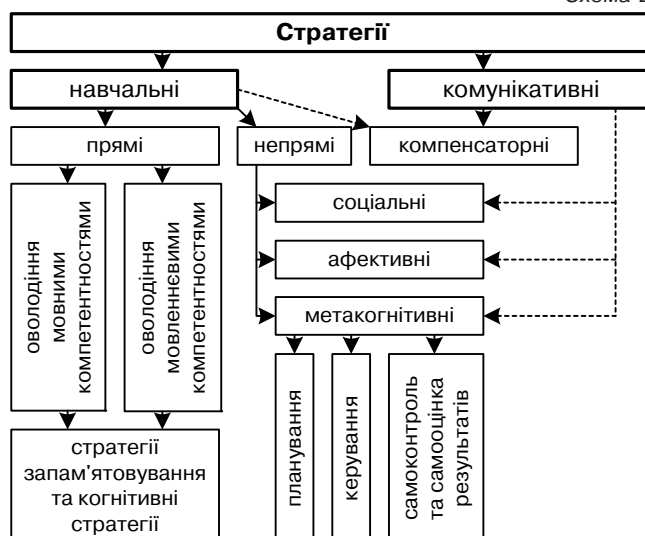 Схема
Стратегії
навчальні
комунікативні
прямі
непрямі
компенсаторні
соціальні
афективні
метакогнітивні
оволодіння
мовними
компетентностями
оволодіння
мовленнєвими
компетентностями
планування
керування
самоконтроль
та самооцінка
результатів
стратегії
запам'ятовування
та когнітивні
стратегії